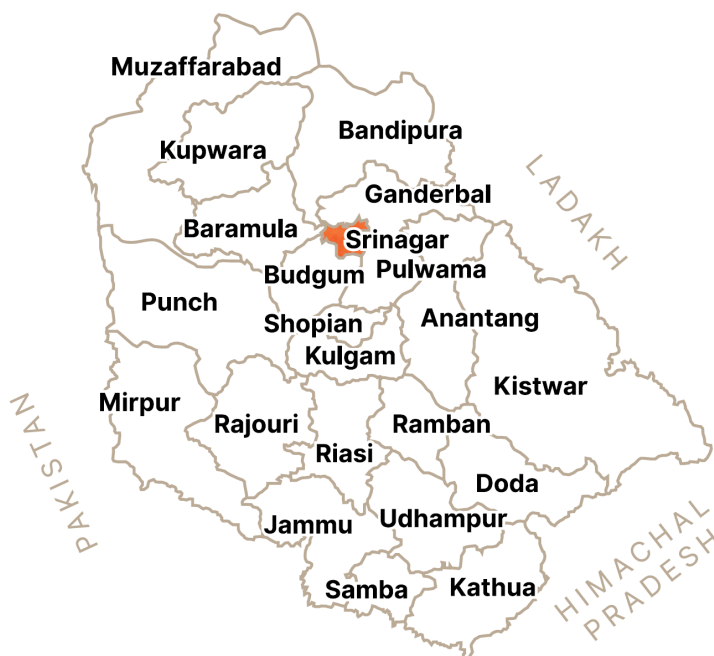 Muzaffarabad
Bandipura
Kupwara
LADAKH
Ganderbal
Baramula
Srinagar
Budgum
Pulwama
Punch
Shopian
Anantang
Kulgam
Kistwar
Mirpur
PAKISTAN
Rajouri
Ramban
Riasi
Doda
Jammu
Udhampur
HIMACHAL
PRADESH
Samba
Kathua